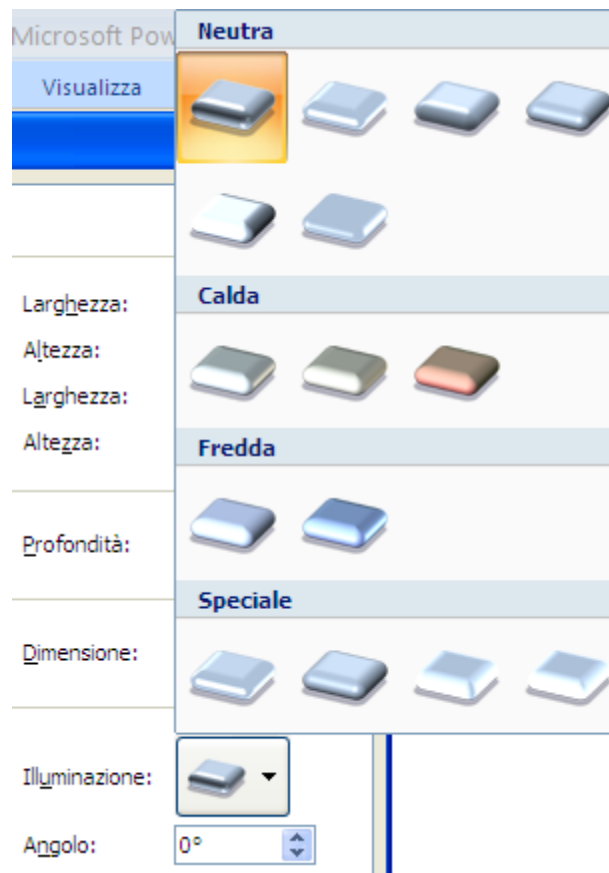 Microsoft Pow
Visualizza
Neutra
Calda
Fredda
Speciale
Larghezza:
Altezza:
Larghezza:
Altezza:
Profondità:
Dimensione:
Illuminazione:
Angolo:
0°